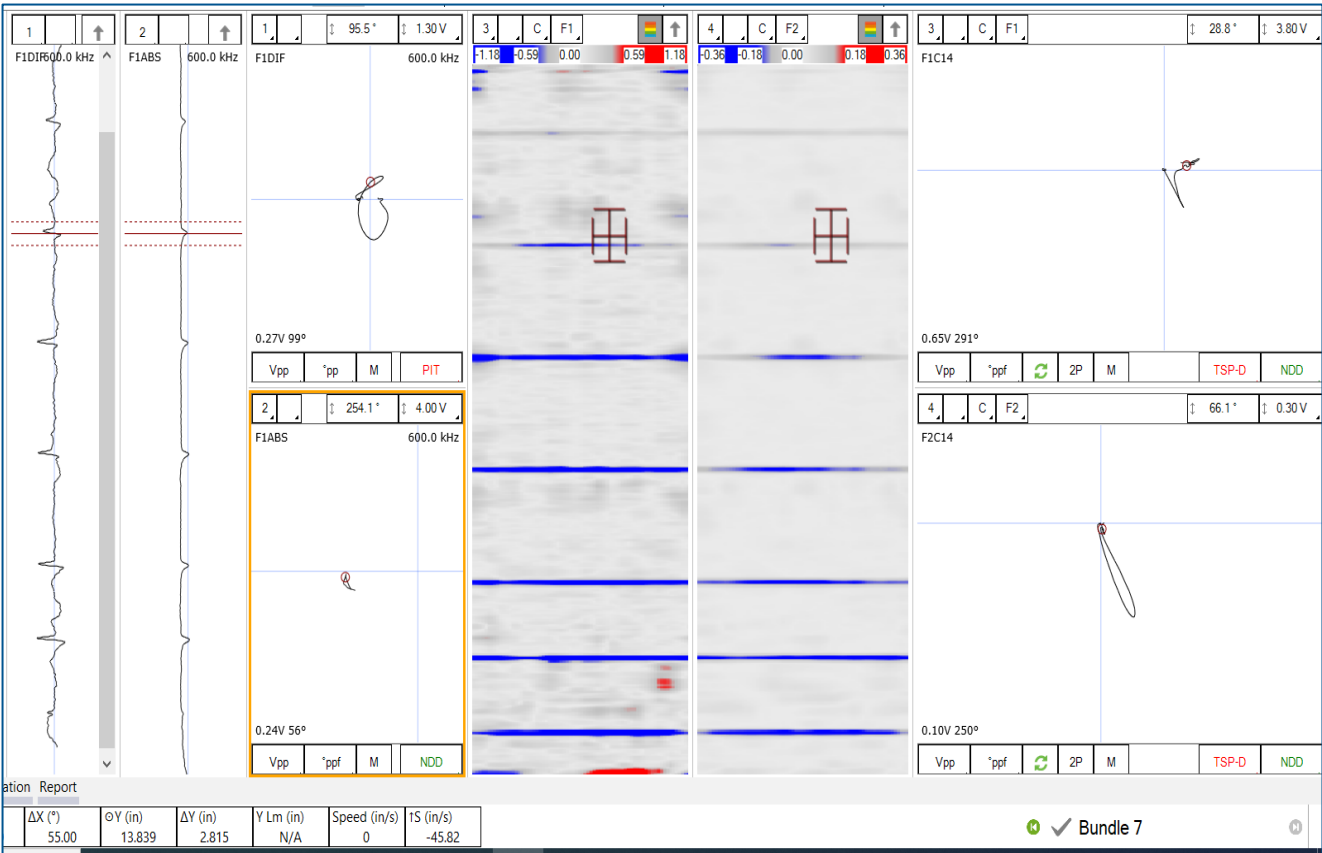 1
2
1 95.5 ° 1.30 V
3 C F1
4 C F2
3 C F1 28.8 ° 3.80 V
F1DIF600.0 kHz
F1ABS 600.0 kHz
F1DIF 600.0 kHz
-1.18 -0.59 0.00 0.59 1.18
-0.36 -0.18 0.00 0.18 0.36
F1C14
0.27V 99°
0.65V 291°
Vpp °pp M PIT
Vpp °ppf 2P M TSP-D NDD
2 254.1 ° 4.00 V
4 C F2 66.1 ° 0.30 V
F1ABS 600.0 kHz
F2C14
0.24V 56°
0.10V 250°
Vpp °ppf M NDD
Vpp °ppf 2P M TSP-D NDD
ation Report
ΔX (°) ⊙Y (in) ΔY (in) Y Lm (in) Speed (in/s) 1S (in/s)
55.00 13.839 2.815 N/A 0 -45.82
Bundle 7